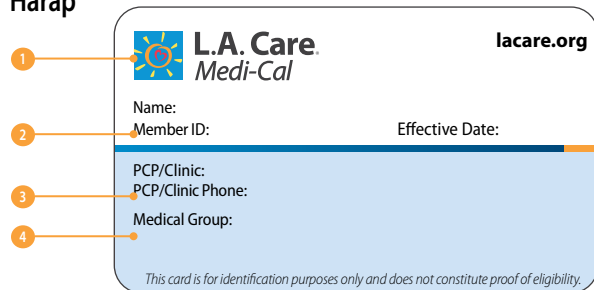 Harap
L.A. Care®
Medi-Cal
lacare.org
1
Name:
2
Member ID:
Effective Date:
PCP/Clinic:
3
PCP/Clinic Phone:
Medical Group:
4
This card is for identification purposes only and does not constitute proof of eligibility.